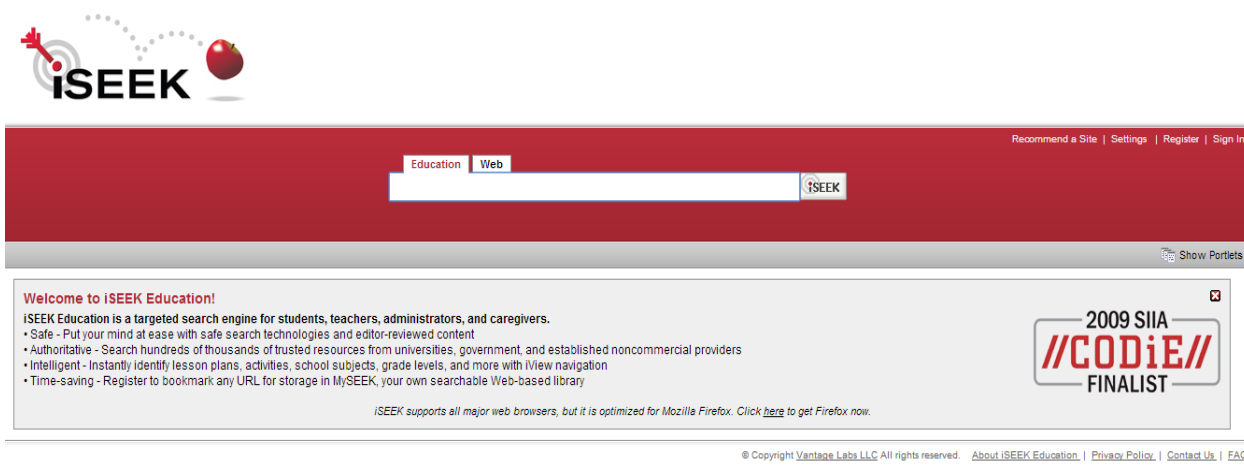 iSEEK
Recommend a Site | Settings | Register | Sign In
Education Web
iSEEK
Show Portlets
Welcome to iSEEK Education!
iSEEK Education is a targeted search engine for students, teachers, administrators, and caregivers.
• Safe - Put your mind at ease with safe search technologies and editor-reviewed content
• Authoritative - Search hundreds of thousands of trusted resources from universities, government, and established noncommercial providers
• Intelligent - Instantly identify lesson plans, activities, school subjects, grade levels, and more with iView navigation
• Time-saving - Register to bookmark any URL for storage in MySEEK, your own searchable Web-based library
iSEEK supports all major web browsers, but it is optimized for Mozilla Firefox. Click here to get Firefox now.
2009 SIIA
//CODiE//
FINALIST
© Copyright Vantage Labs LLC All rights reserved. About iSEEK Education | Privacy Policy | Contact Us | FAQ